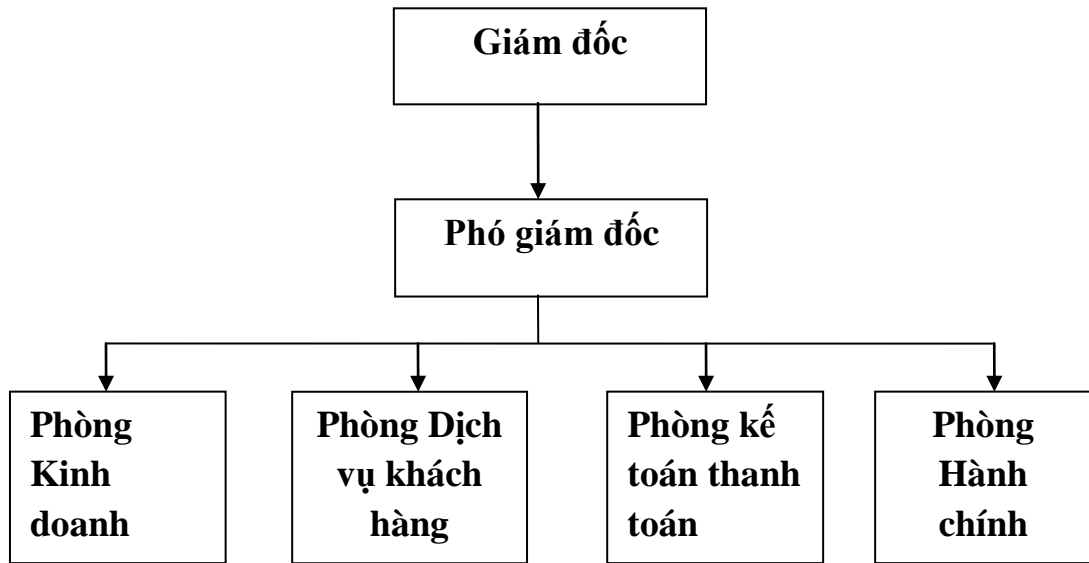 Giám đốc
Phó giám đốc
Phòng
Kinh
doanh
Phòng Dịch
vụ khách
hàng
Phòng kế
toán thanh
toán
Phòng
Hành
chính